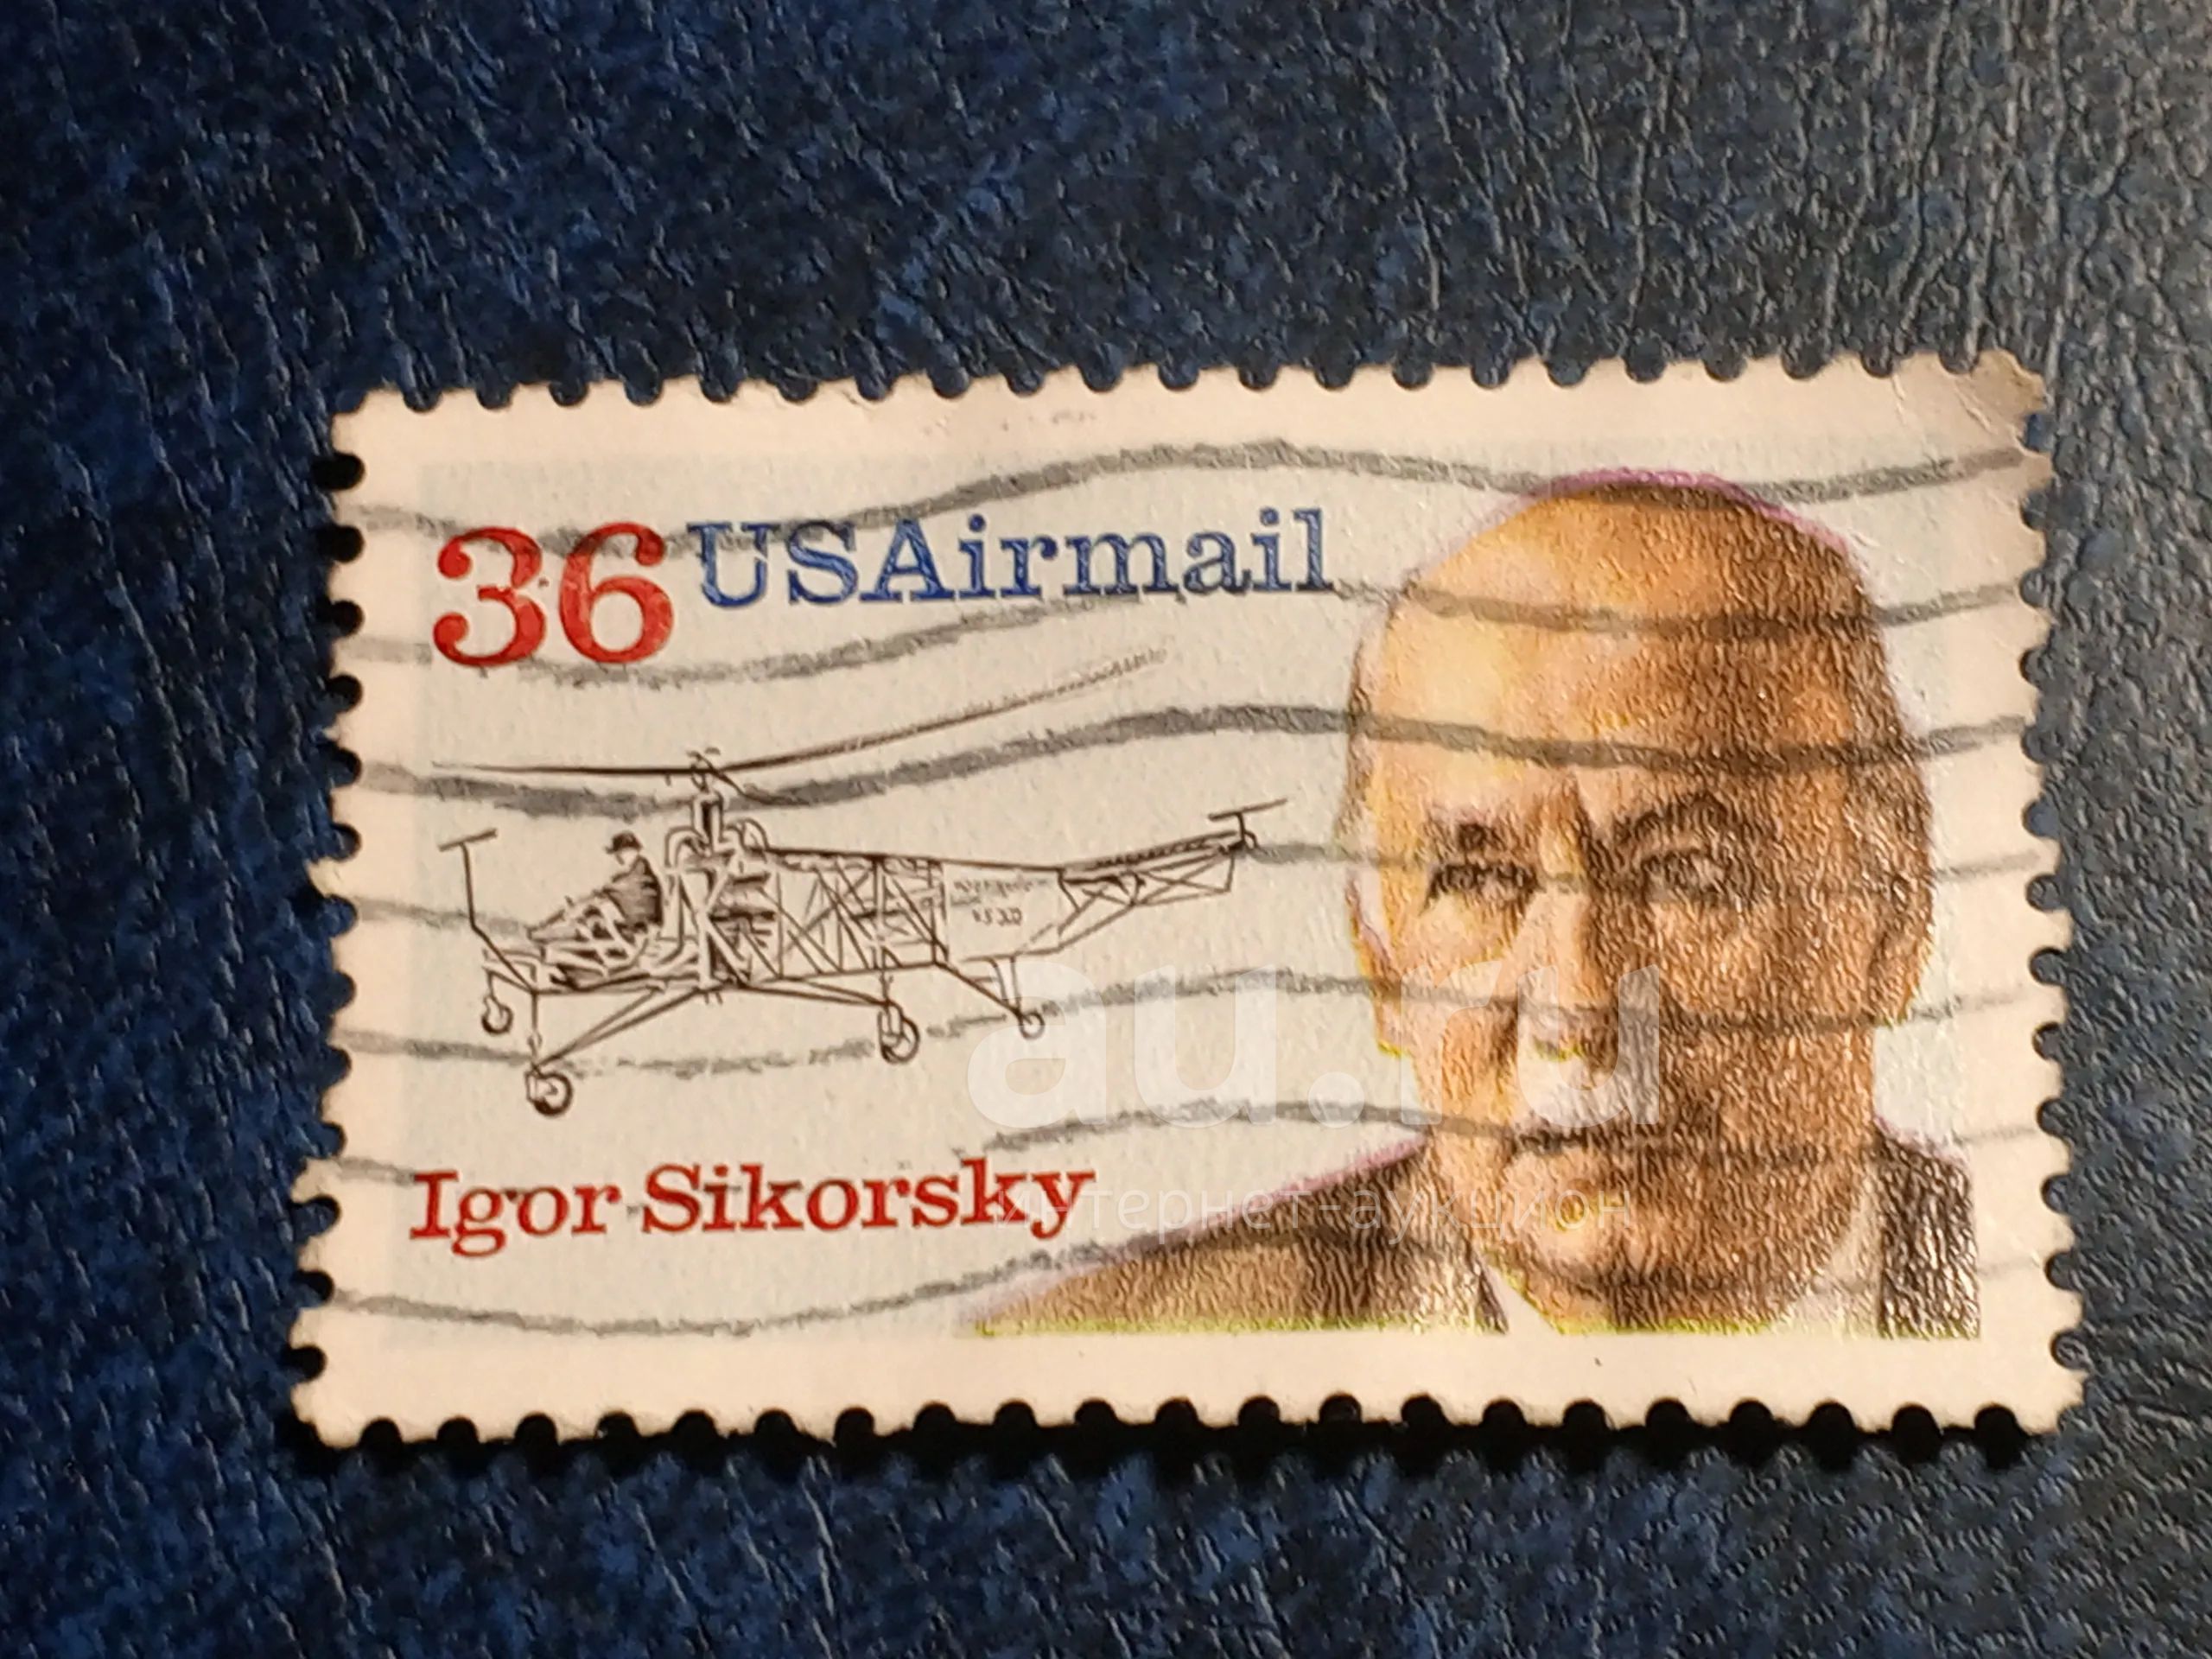 36 USAirmail
Igor Sikorsky
au.ru
интернет-аукцион